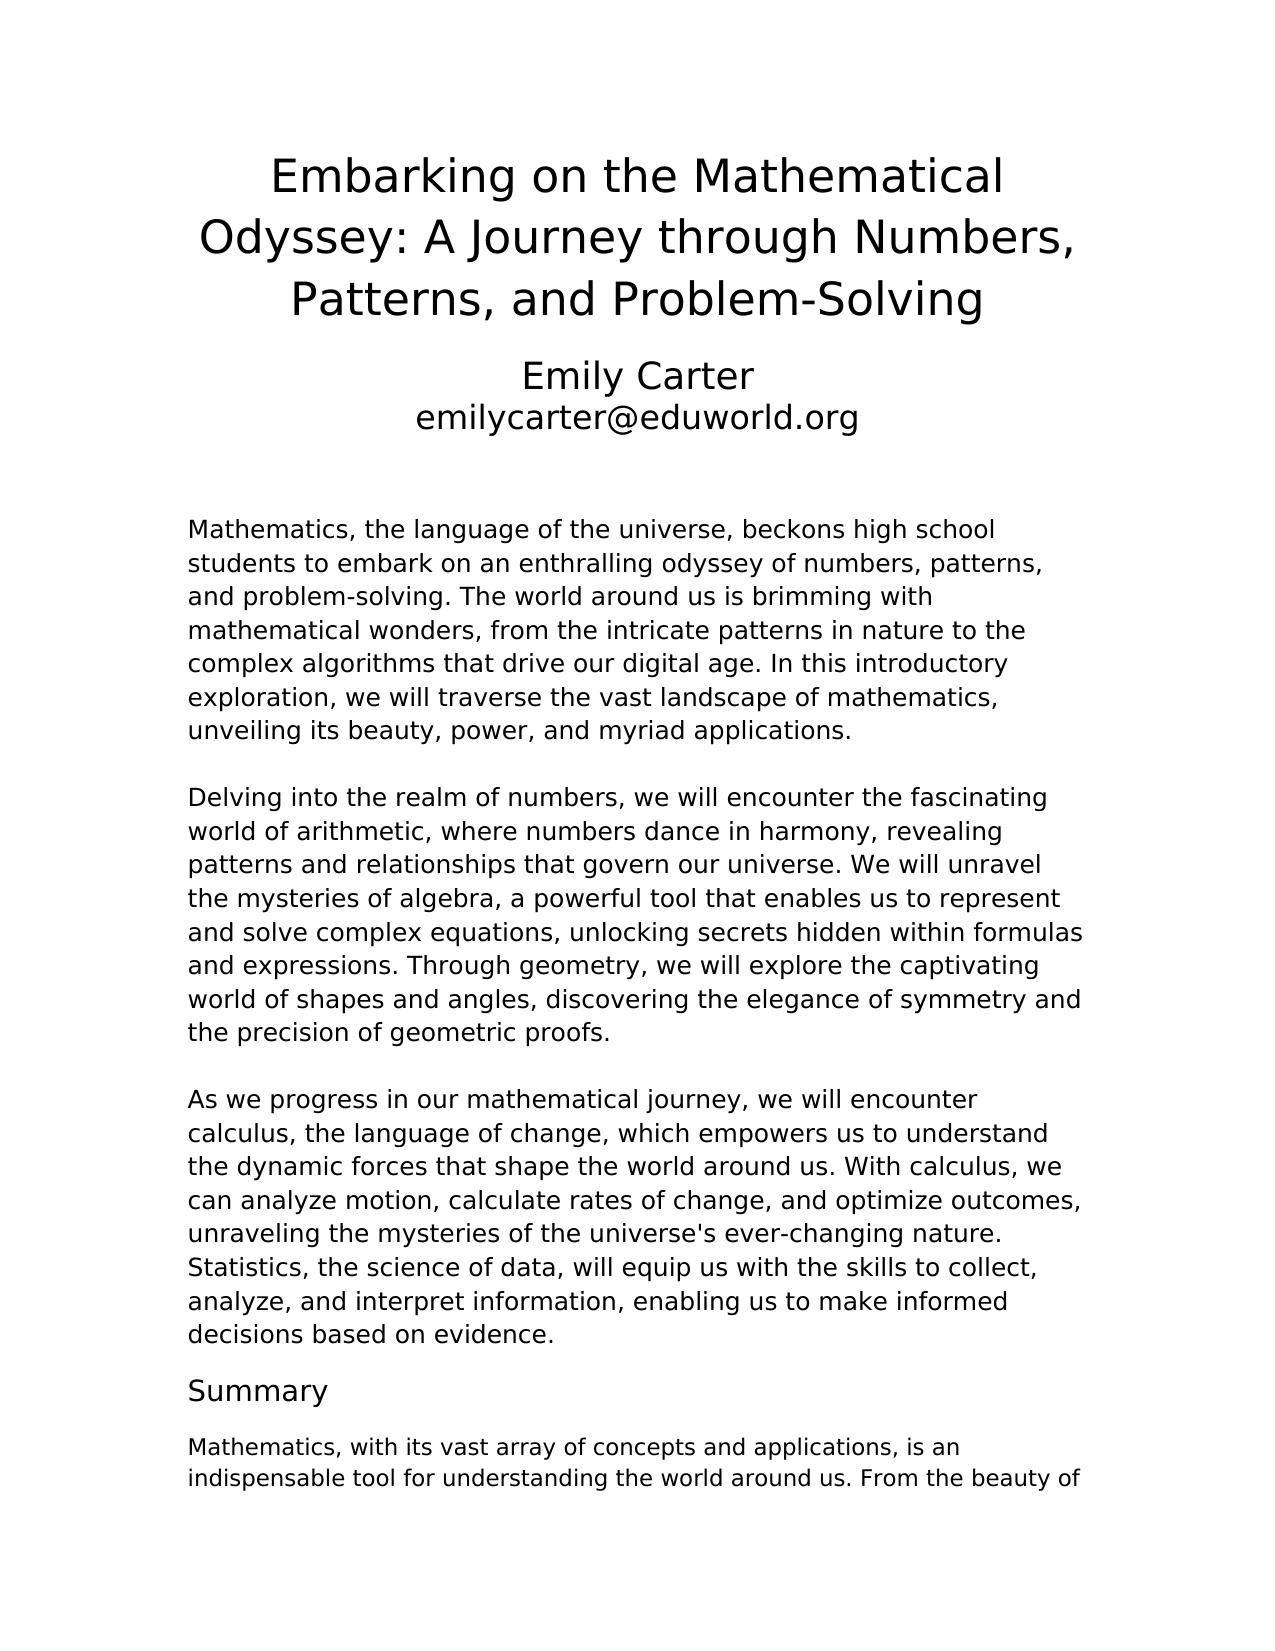 Embarking on the Mathematical
Odyssey: A Journey through Numbers,
Patterns, and Problem-Solving
Emily Carter
emilycarter@eduworld.org
Mathematics, the language of the universe, beckons high school
students to embark on an enthralling odyssey of numbers, patterns,
and problem-solving. The world around us is brimming with
mathematical wonders, from the intricate patterns in nature to the
complex algorithms that drive our digital age. In this introductory
exploration, we will traverse the vast landscape of mathematics,
unveiling its beauty, power, and myriad applications.
Delving into the realm of numbers, we will encounter the fascinating
world of arithmetic, where numbers dance in harmony, revealing
patterns and relationships that govern our universe. We will unravel
the mysteries of algebra, a powerful tool that enables us to represent
and solve complex equations, unlocking secrets hidden within formulas
and expressions. Through geometry, we will explore the captivating
world of shapes and angles, discovering the elegance of symmetry and
the precision of geometric proofs.
As we progress in our mathematical journey, we will encounter
calculus, the language of change, which empowers us to understand
the dynamic forces that shape the world around us. With calculus, we
can analyze motion, calculate rates of change, and optimize outcomes,
unraveling the mysteries of the universe's ever-changing nature.
Statistics, the science of data, will equip us with the skills to collect,
analyze, and interpret information, enabling us to make informed
decisions based on evidence.
Summary
Mathematics, with its vast array of concepts and applications, is an
indispensable tool for understanding the world around us. From the beauty of